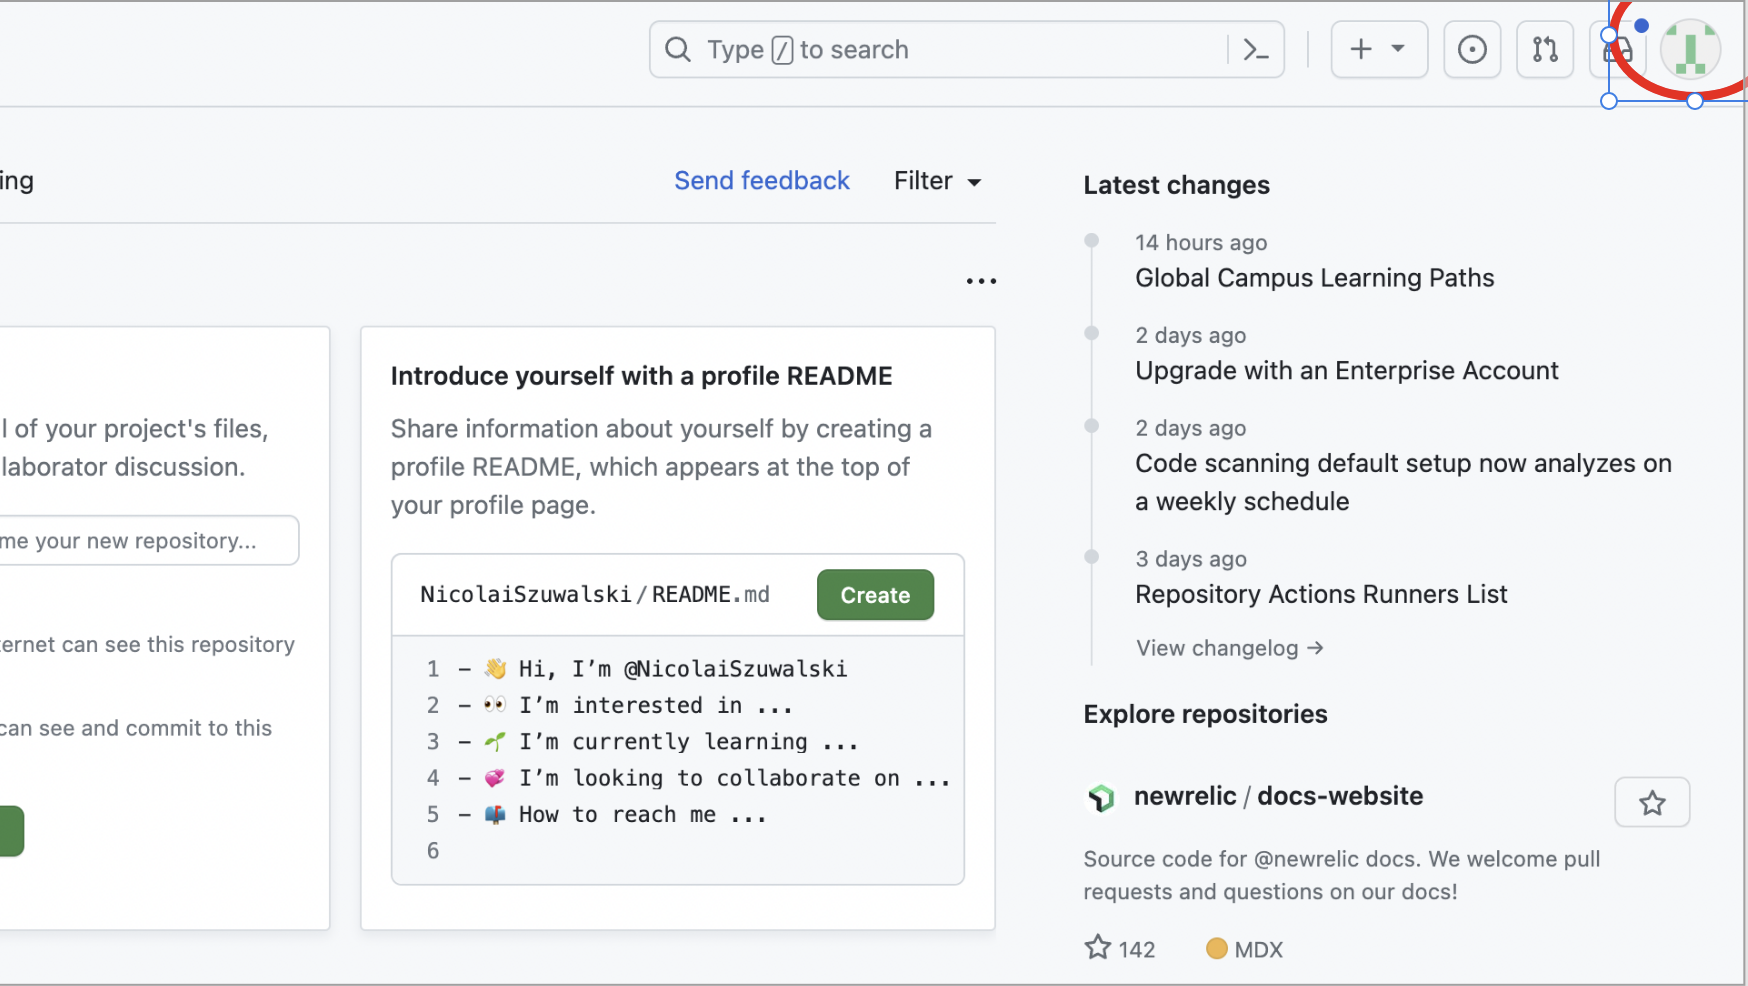 Type / to search
ing
Send feedback
Filter
Latest changes
14 hours ago
Global Campus Learning Paths
2 days ago
Upgrade with an Enterprise Account
2 days ago
Code scanning default setup now analyzes on
a weekly schedule
3 days ago
Repository Actions Runners List
View changelog →
l of your project's files,
laborator discussion.
me your new repository...
ernet can see this repository
can see and commit to this
Introduce yourself with a profile README
Share information about yourself by creating a
profile README, which appears at the top of
your profile page.
NicolaiSzuwalski/README.md
Create
1 – 👋 Hi, I’m @NicolaiSzuwalski
2 – 👀 I’m interested in ...
3 – 🌱 I’m currently learning ...
4 – 💞️ I’m looking to collaborate on ...
5 – 📫 How to reach me ...
6
Explore repositories
newrelic / docs-website
Source code for @newrelic docs. We welcome pull
requests and questions on our docs!
142
MDX